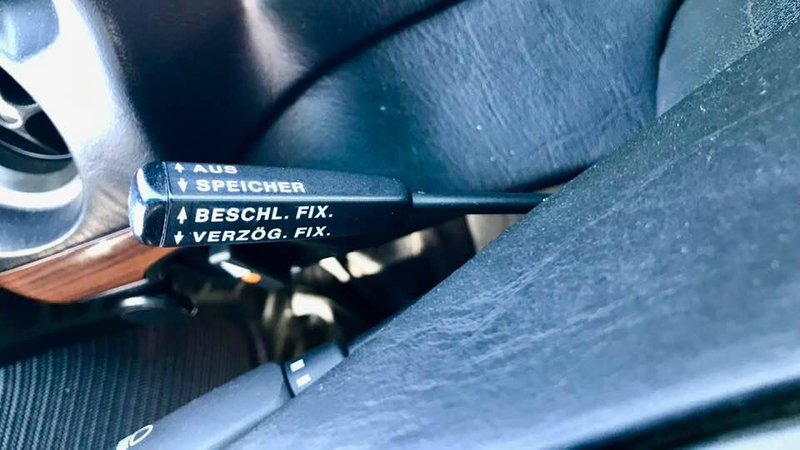 ↑ AUS
↓ SPEICHER
↑ BESCHL. FIX.
↓ VERZÖG. FIX.